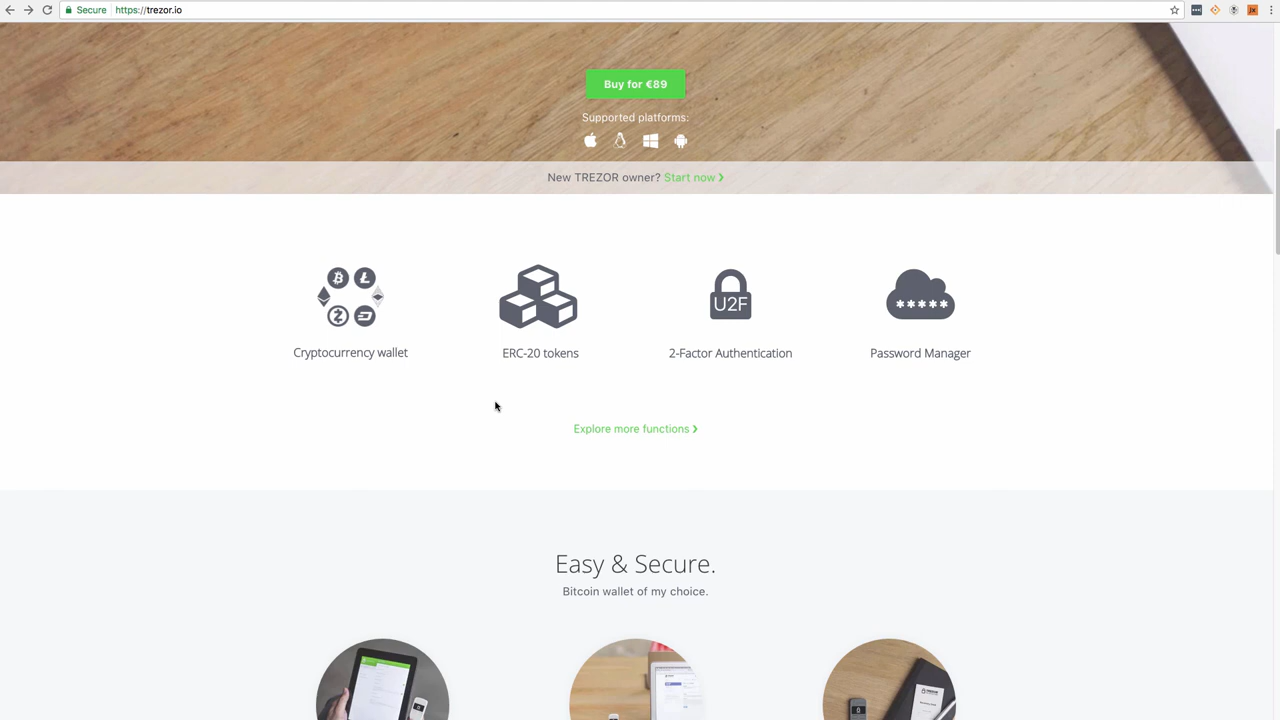 Secure https://trezor.io
Buy for €89
Supported platforms:
New TREZOR owner? Start now ❯
U2F
*****
Cryptocurrency wallet
ERC-20 tokens
2-Factor Authentication
Password Manager
Explore more functions ❯
Easy & Secure.
Bitcoin wallet of my choice.